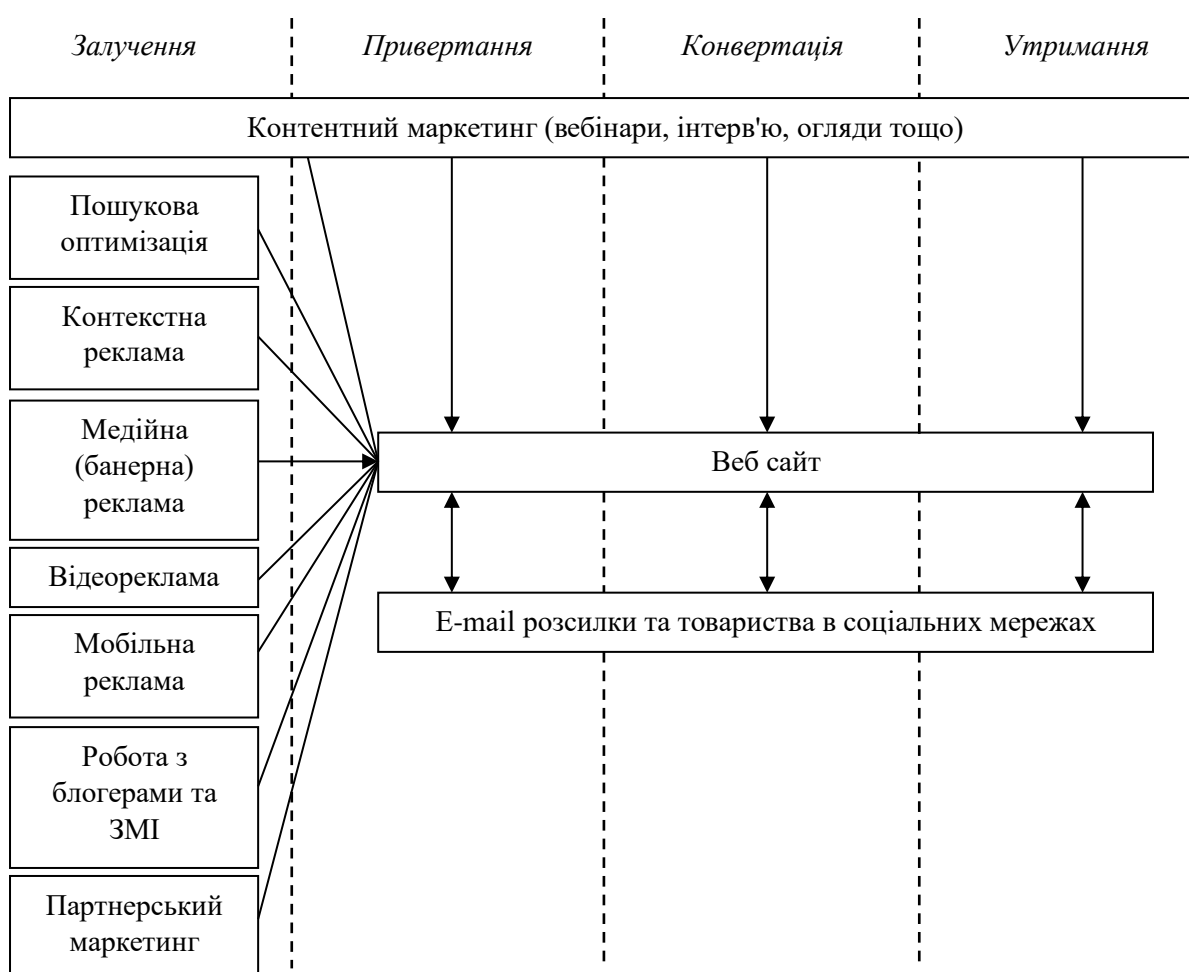 Залучення
Привертання
Конвертація
Утримання
Контентний маркетинг (вебінари, інтерв'ю, огляди тощо)
Пошукова
оптимізація
Контекстна
реклама
Медійна
(банерна)
реклама
Веб сайт
Відеореклама
E-mail розсилки та товариства в соціальних мережах
Мобільна
реклама
Робота з
блогерами та
ЗМІ
Партнерський
маркетинг